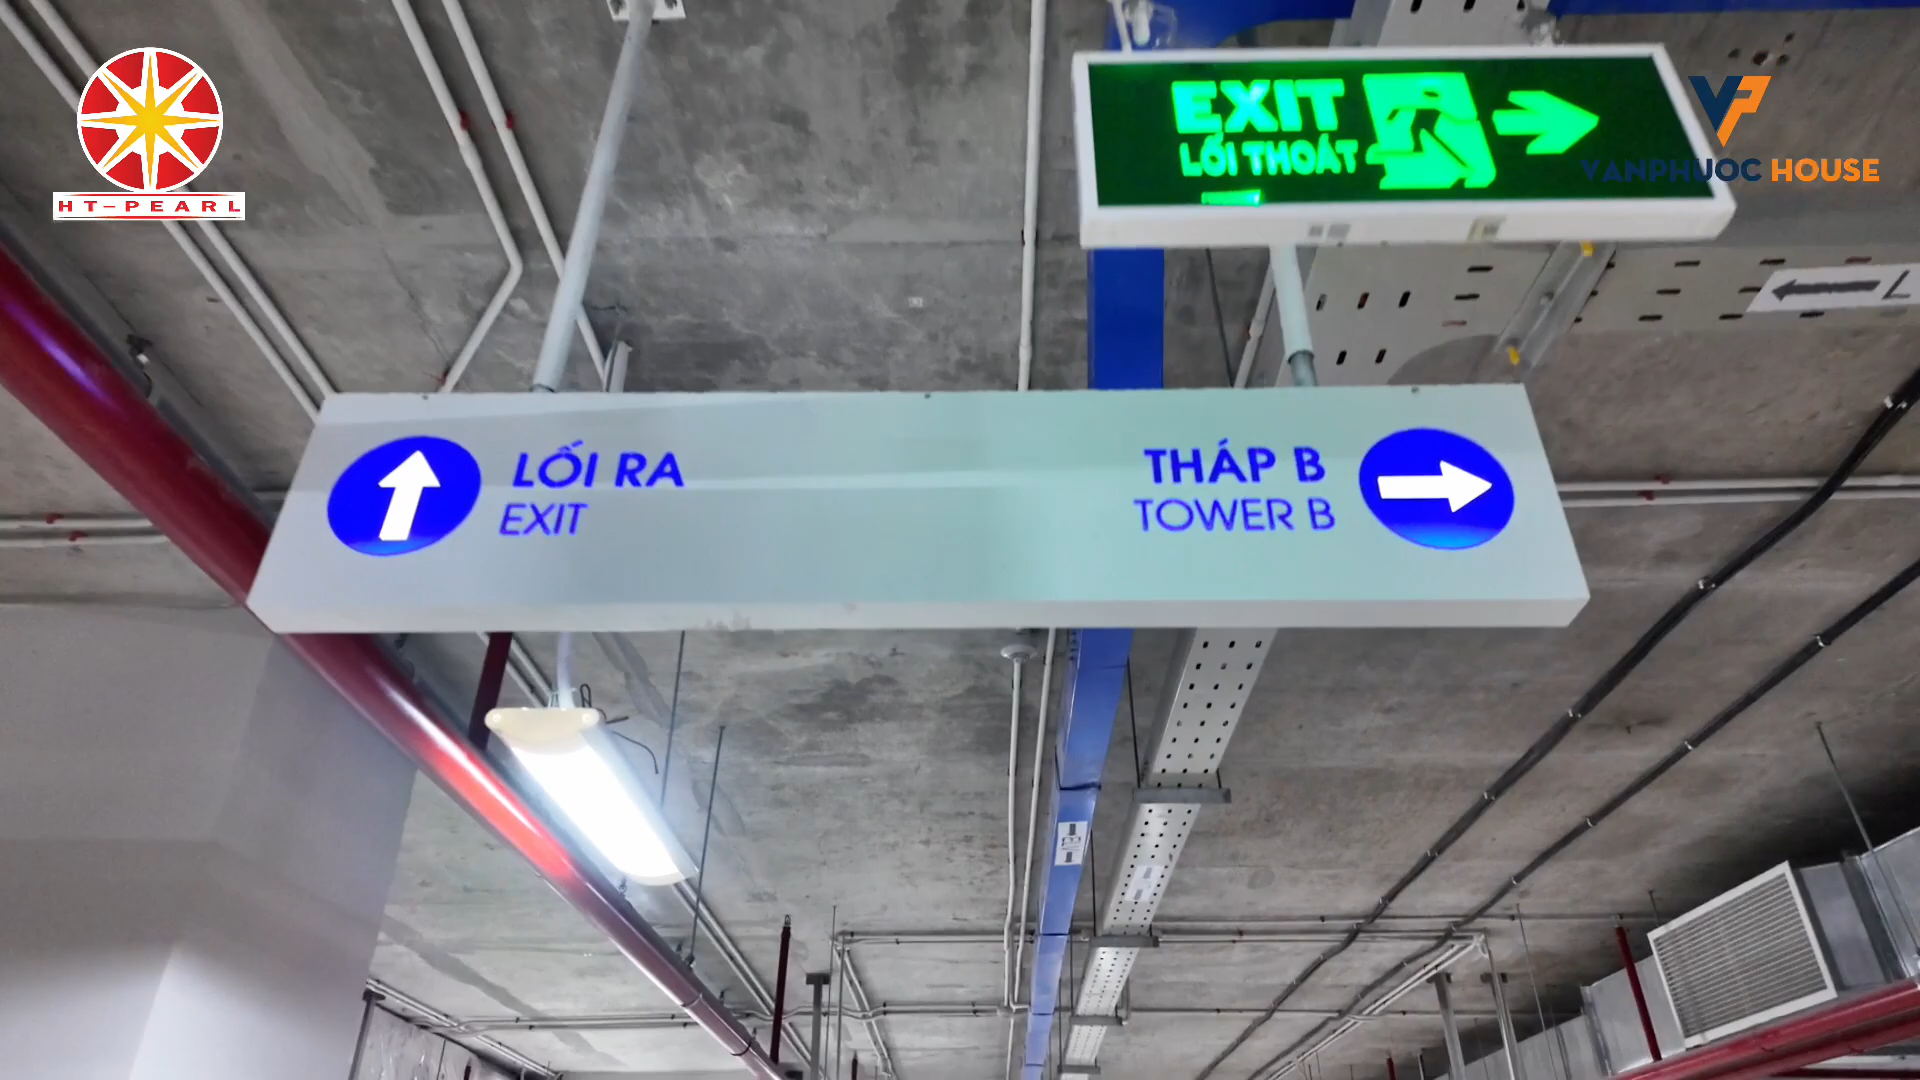 HT-PEARL
EXIT
LỐI THOÁT
VANPHUOC HOUSE
L
LỐI RA
EXIT
THÁP B
TOWER B